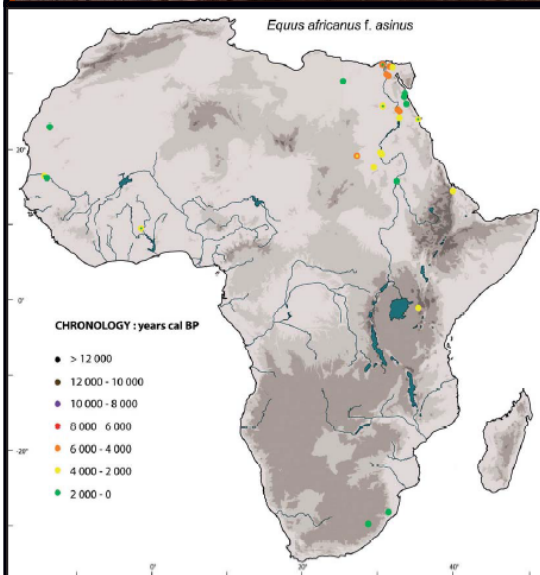 Equus africanus f. asinus
20°
0°
CHRONOLOGY : years cal BP
> 12 000
12 000 - 10 000
10 000 - 8 000
8 000 6 000
6 000 - 4 000
4 000 - 2 000
2 000 - 0
-20°
0°
20°
40°